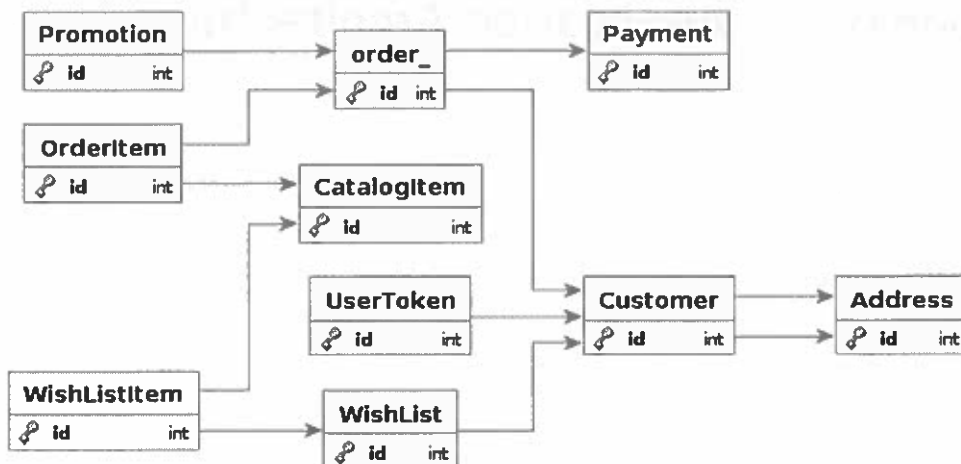 Promotion
id int
order_
id int
Payment
id int
OrderItem
id int
CatalogItem
id int
UserToken
id int
Customer
id int
Address
id int
WishListItem
id int
WishList
id int